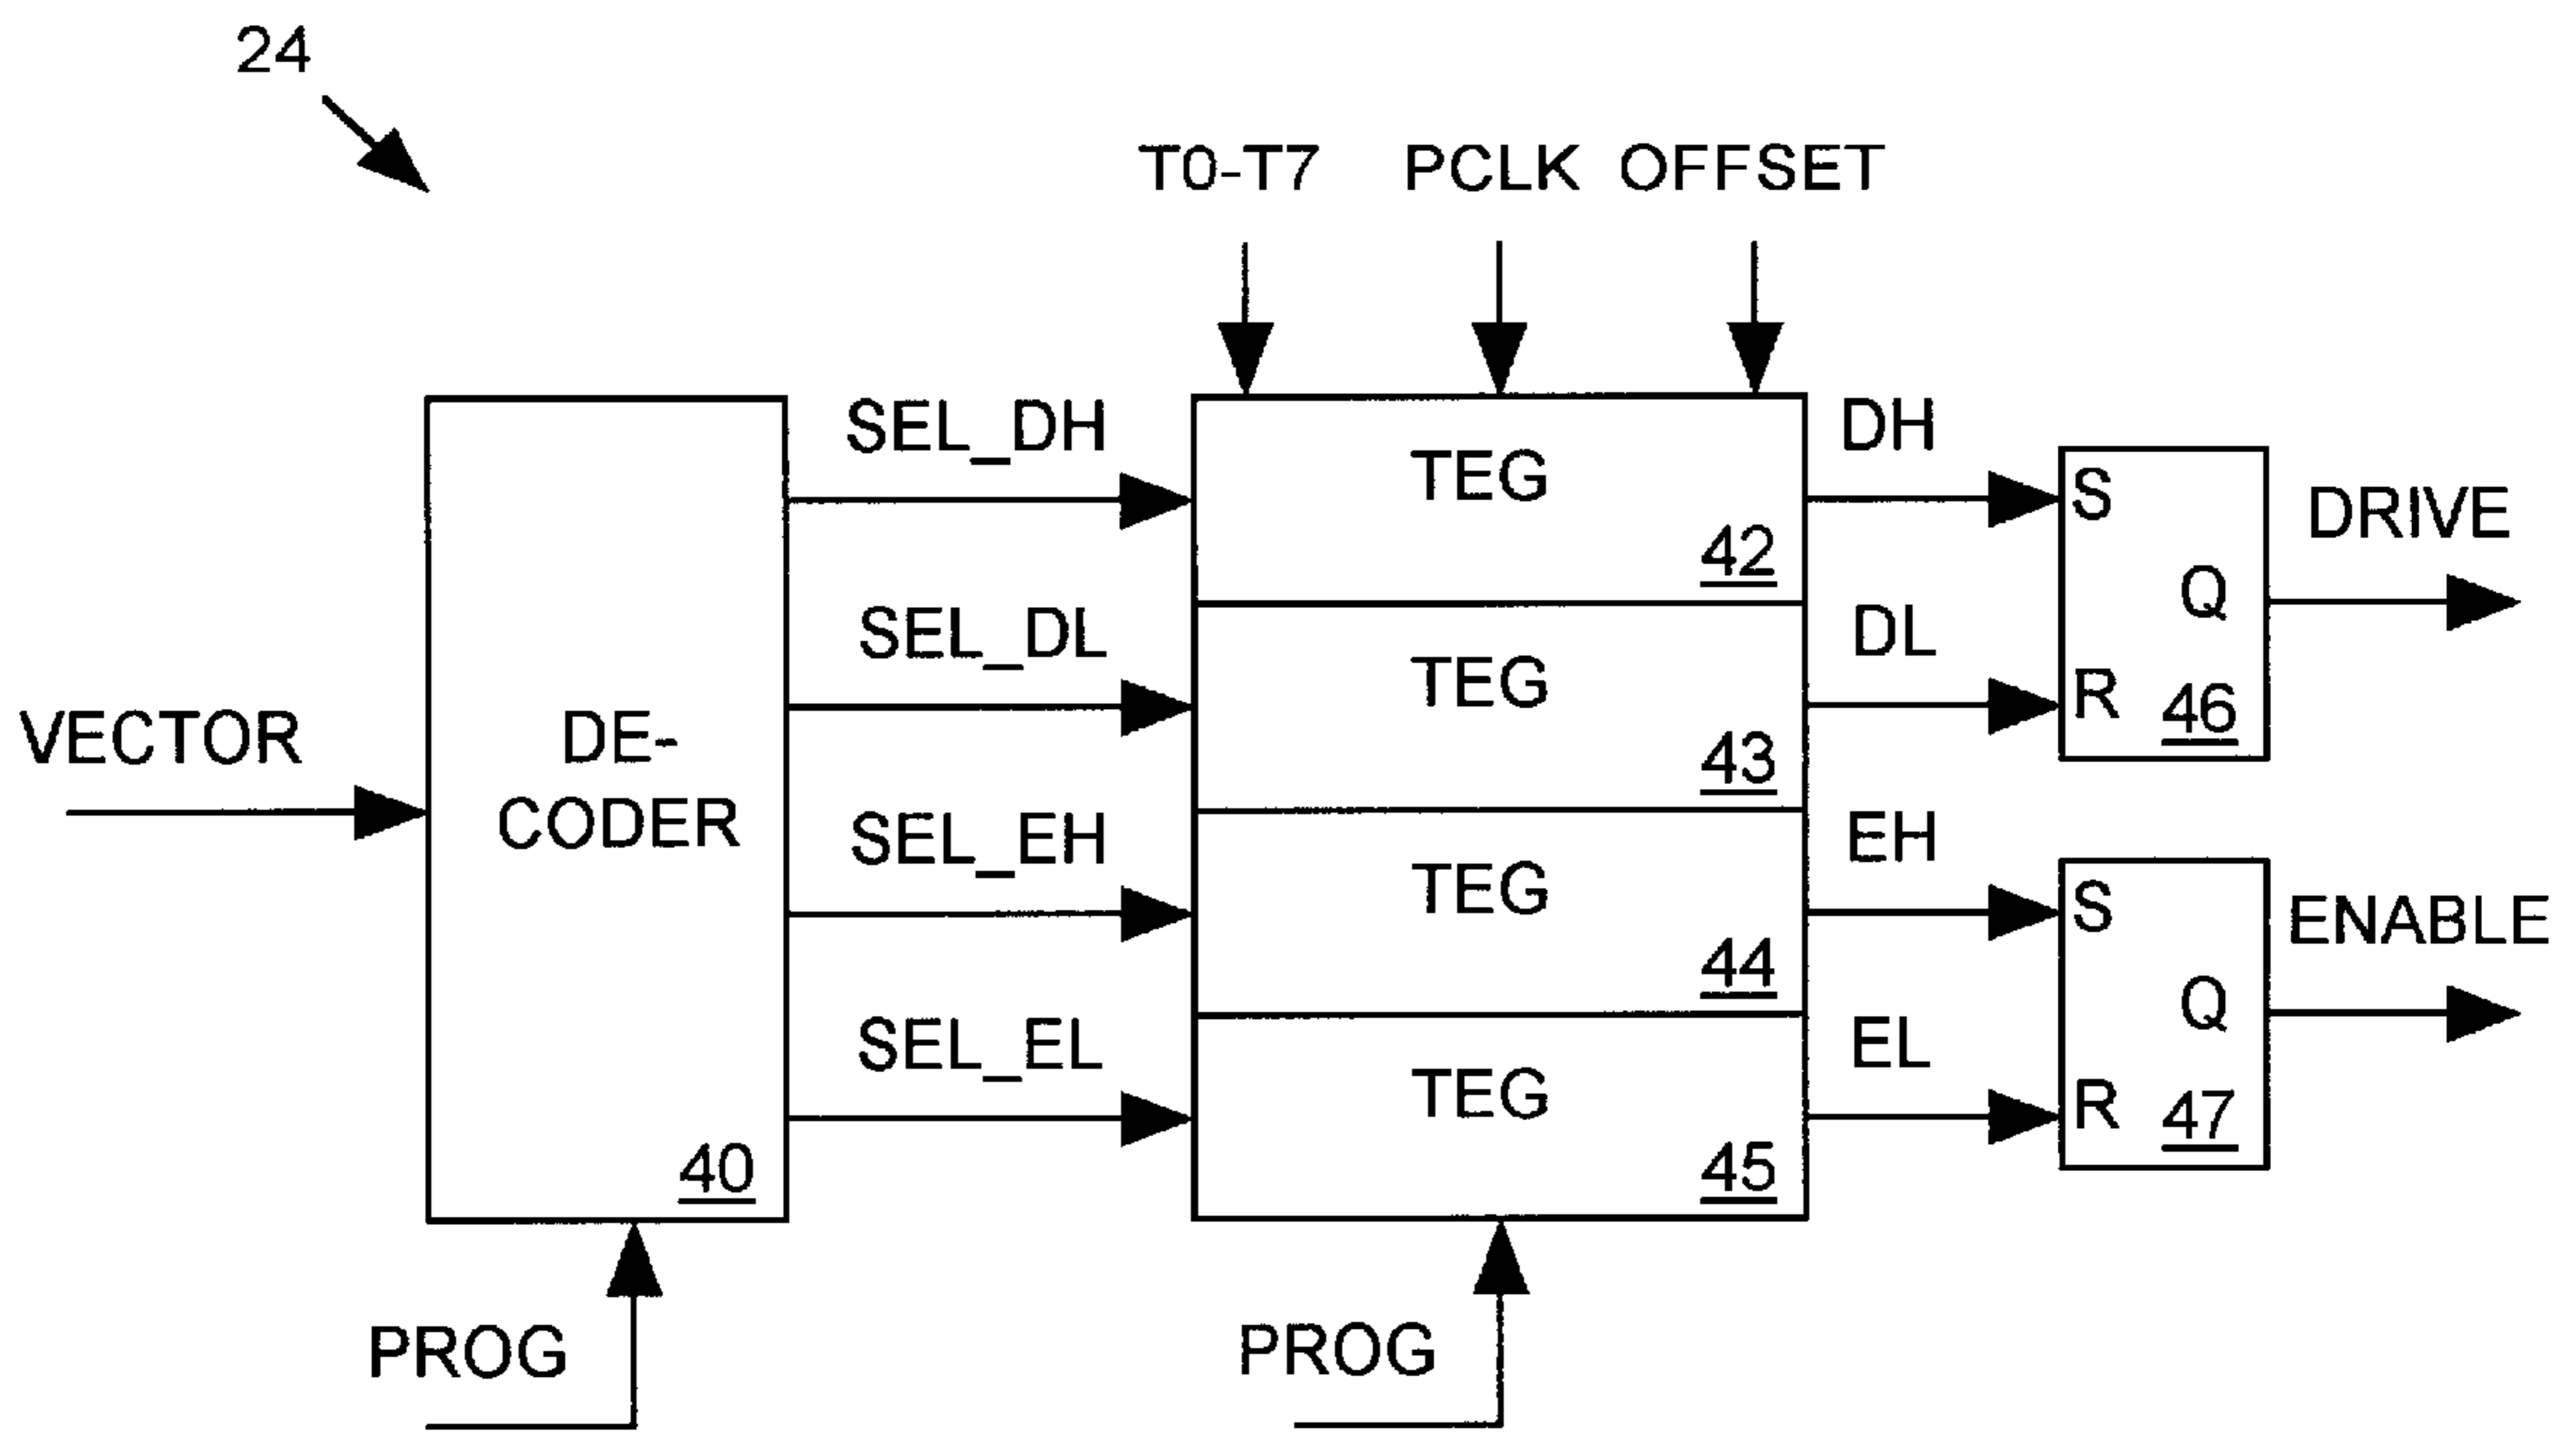 24
T0-T7 PCLK OFFSET
SEL_DH
TEG
42
DH
S
DRIVE
SEL_DL
TEG
43
DL
Q
R
46
VECTOR
DE-
CODER
40
SEL_EH
TEG
44
EH
S
ENABLE
SEL_EL
TEG
45
EL
Q
R
47
PROG
PROG